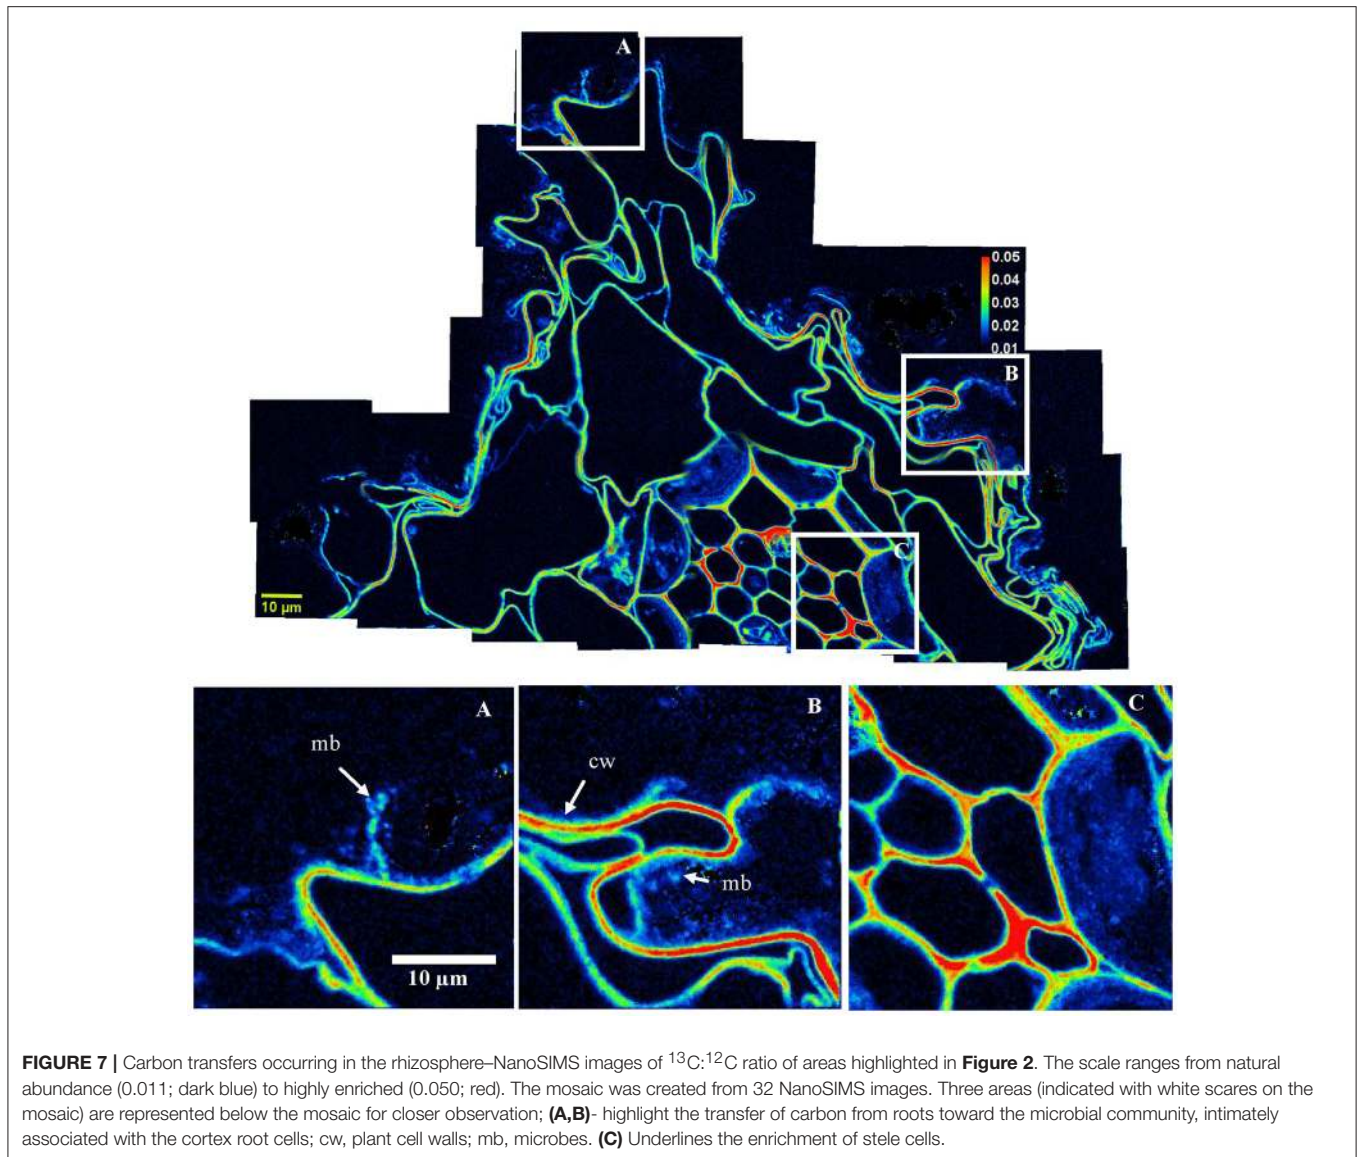 A
0.05
0.04
0.03
0.02
0.01
B
C
10 µm
A
B
C
mb
cw
mb
10 µm
FIGURE 7 | Carbon transfers occurring in the rhizosphere–NanoSIMS images of 13C:12C ratio of areas highlighted in Figure 2. The scale ranges from natural
abundance (0.011; dark blue) to highly enriched (0.050; red). The mosaic was created from 32 NanoSIMS images. Three areas (indicated with white scares on the
mosaic) are represented below the mosaic for closer observation; (A,B)- highlight the transfer of carbon from roots toward the microbial community, intimately
associated with the cortex root cells; cw, plant cell walls; mb, microbes. (C) Underlines the enrichment of stele cells.